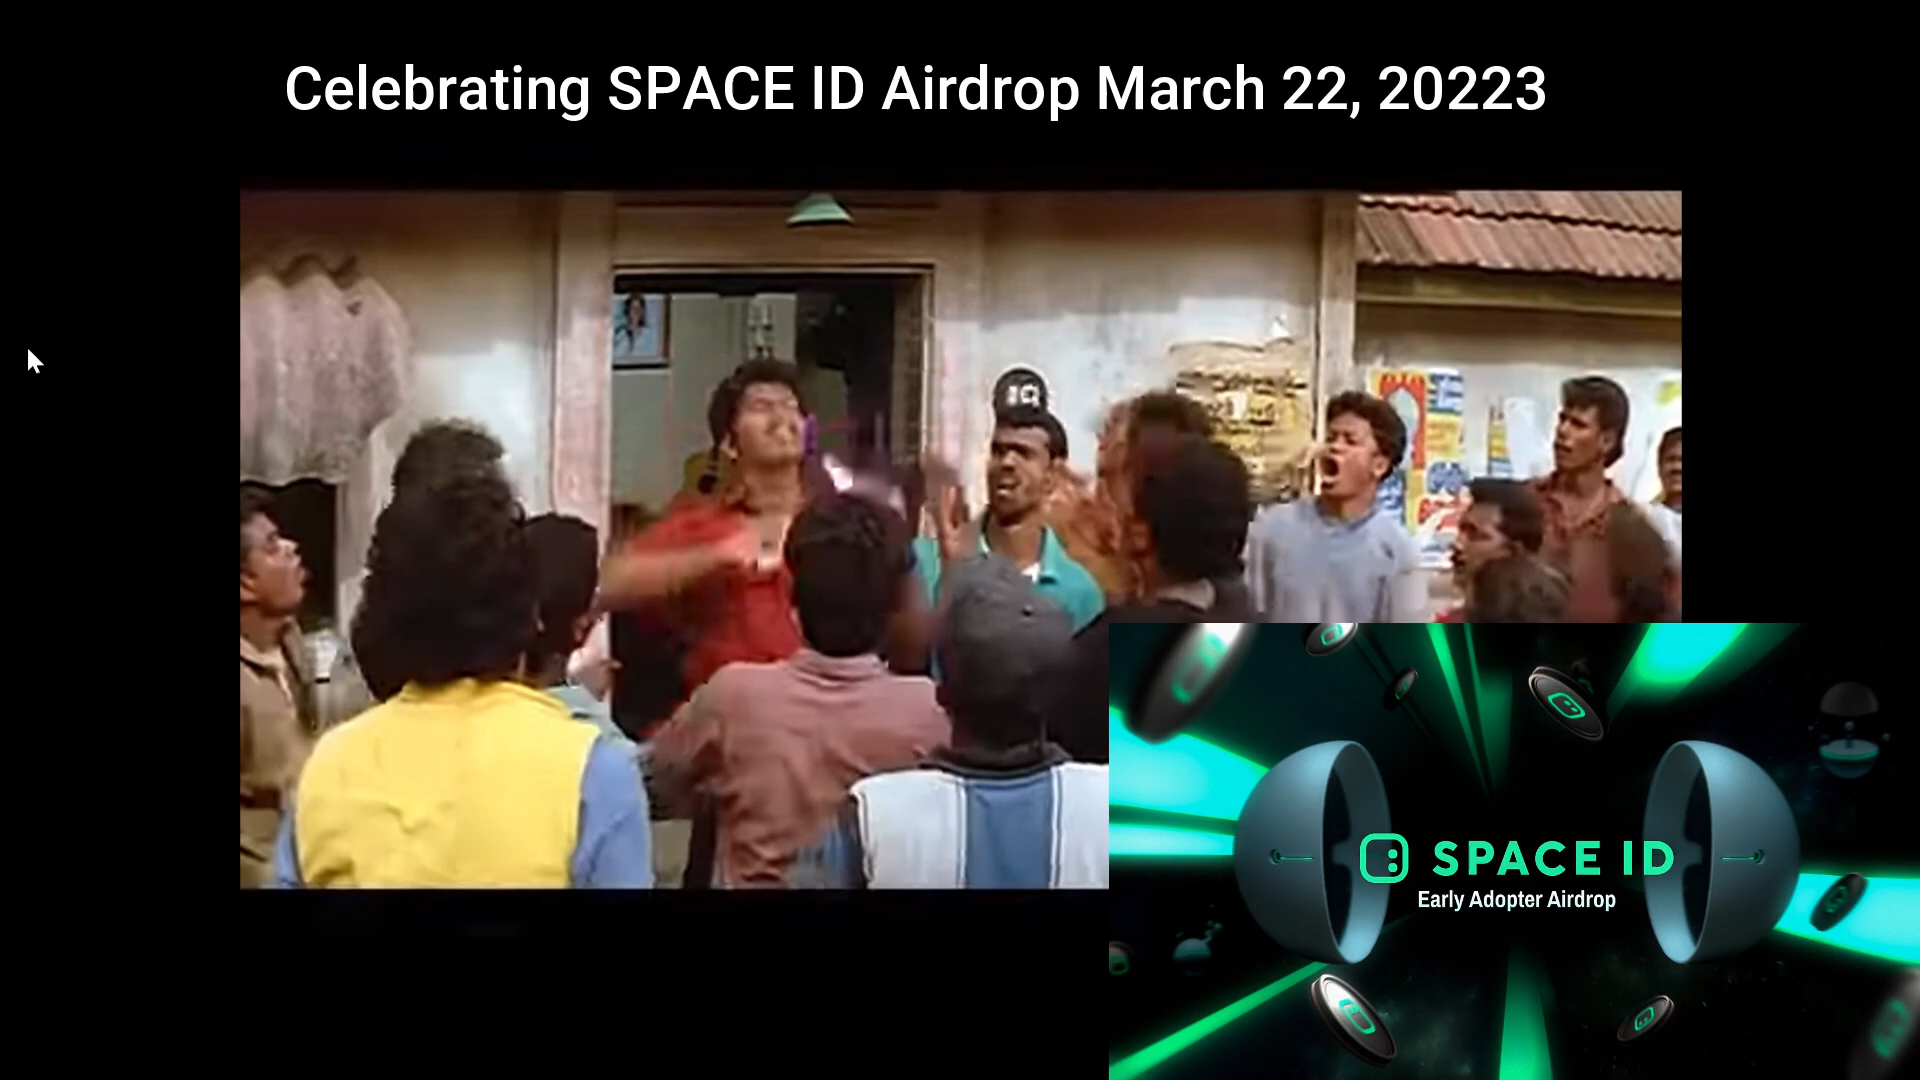 Celebrating SPACE ID Airdrop March 22, 20223
SPACE ID
Early Adopter Airdrop